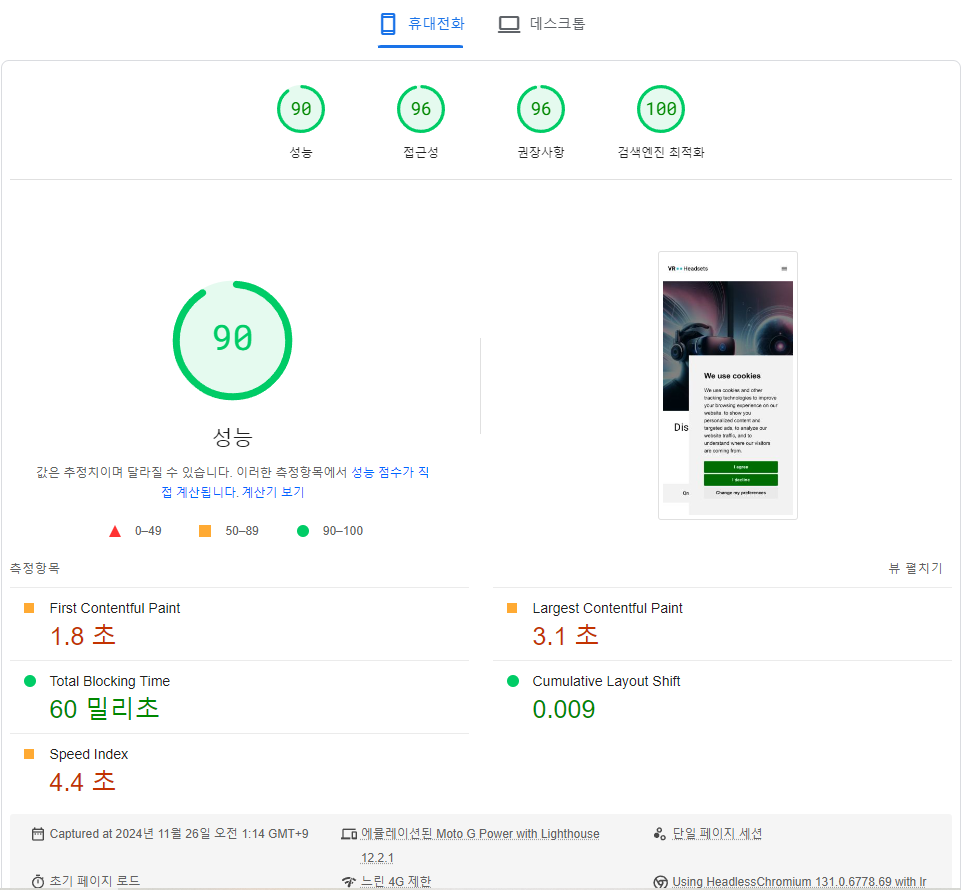 휴대전화 데스크톱
90 96 96 100
성능 접근성 권장사항 검색엔진 최적화
VR Headsets
90
We use cookies
We use cookies and other
tracking technologies to improve
your browsing experience on our
website, to show you
personalized content and
targeted ads, to analyze our
website traffic, and to
understand where our visitors
are coming from.
Dis
I agree
I decline
On
Change my preferences
성능
값은 추정치이며 달라질 수 있습니다. 이러한 측정항목에서 성능 점수가 직
접 계산됩니다. 계산기 보기
0–49 50–89 90–100
측정항목 뷰 펼치기
First Contentful Paint
1.8 초
Largest Contentful Paint
3.1 초
Total Blocking Time
60 밀리초
Cumulative Layout Shift
0.009
Speed Index
4.4 초
Captured at 2024년 11월 26일 오전 1:14 GMT+9
에뮬레이션된 Moto G Power with Lighthouse
12.2.1
단일 페이지 세션
초기 페이지 로드
느린 4G 제한
Using HeadlessChromium 131.0.6778.69 with lr